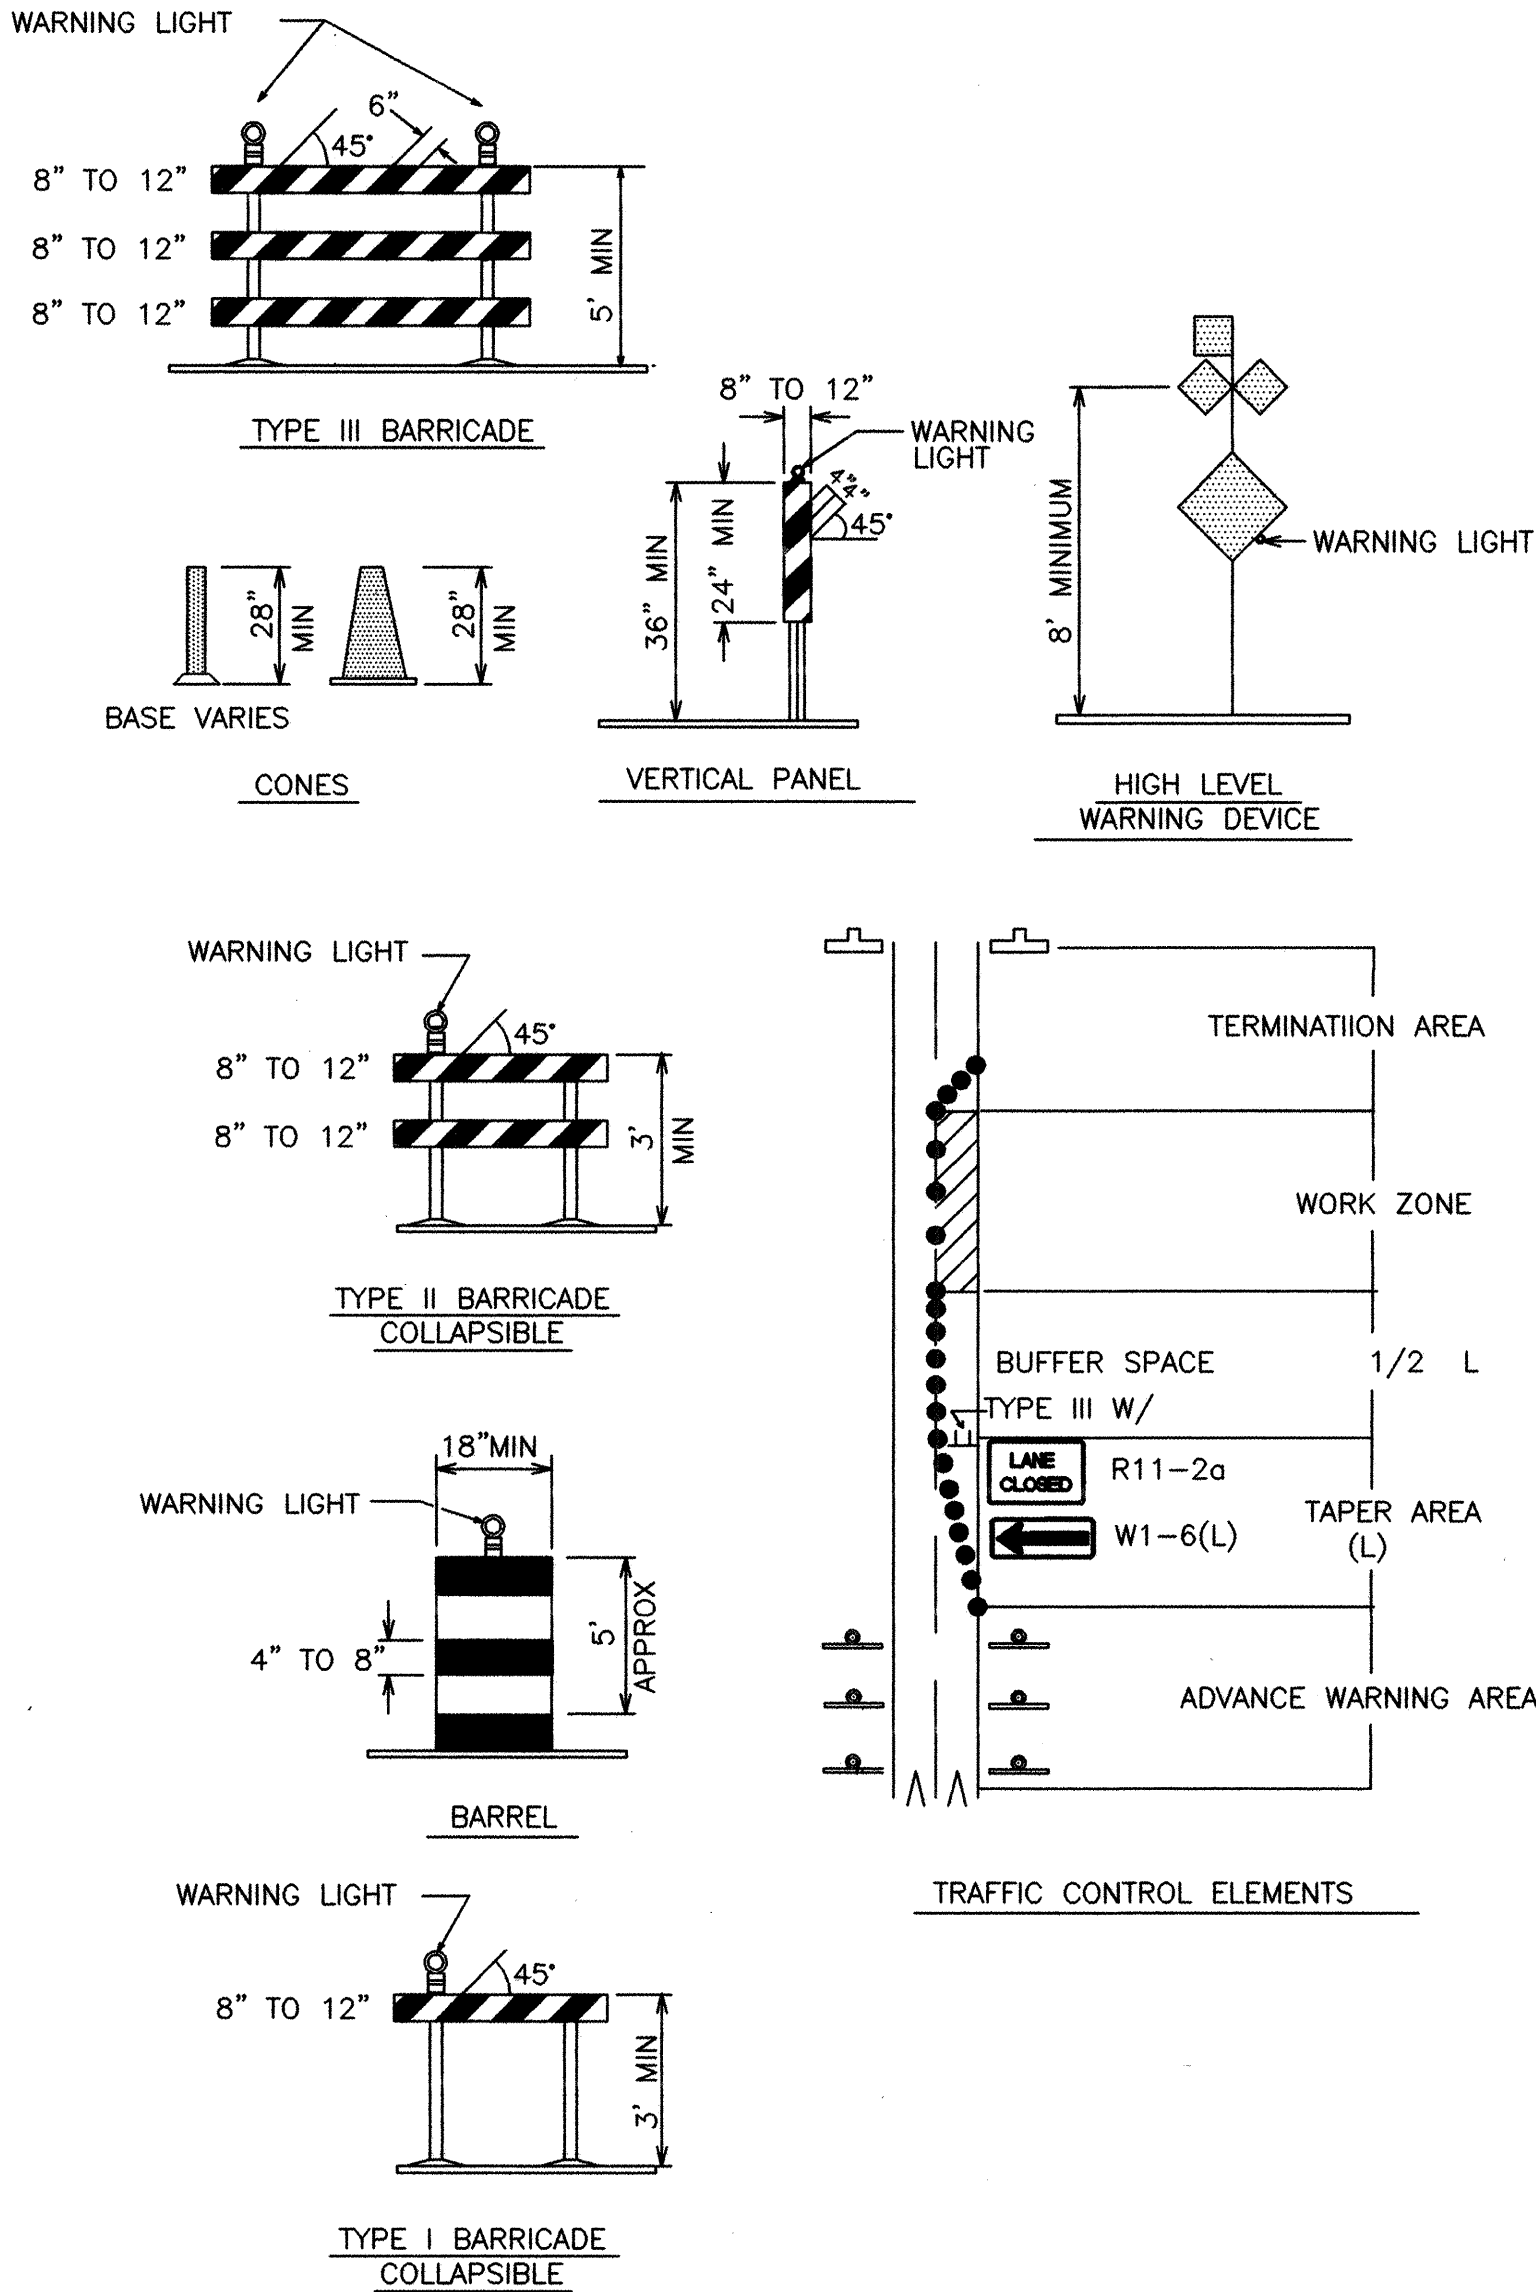 WARNING LIGHT
6"
45°
8" TO 12"
8" TO 12"
8" TO 12"
5' MIN
TYPE III BARRICADE
28"
MIN
28"
MIN
BASE VARIES
CONES
8" TO 12"
WARNING
LIGHT
4"
4"
45°
24" MIN
36" MIN
VERTICAL PANEL
8' MINIMUM
WARNING LIGHT
HIGH LEVEL
WARNING DEVICE
WARNING LIGHT
45°
8" TO 12"
8" TO 12"
3'
MIN
TYPE II BARRICADE
COLLAPSIBLE
18"MIN
WARNING LIGHT
4" TO 8"
5'
APPROX
BARREL
WARNING LIGHT
45°
8" TO 12"
3' MIN
TYPE I BARRICADE
COLLAPSIBLE
TERMINATIION AREA
WORK ZONE
BUFFER SPACE 1/2 L
TYPE III W/
LANE
CLOSED
R11-2a
W1-6(L)
TAPER AREA
(L)
ADVANCE WARNING AREA
TRAFFIC CONTROL ELEMENTS